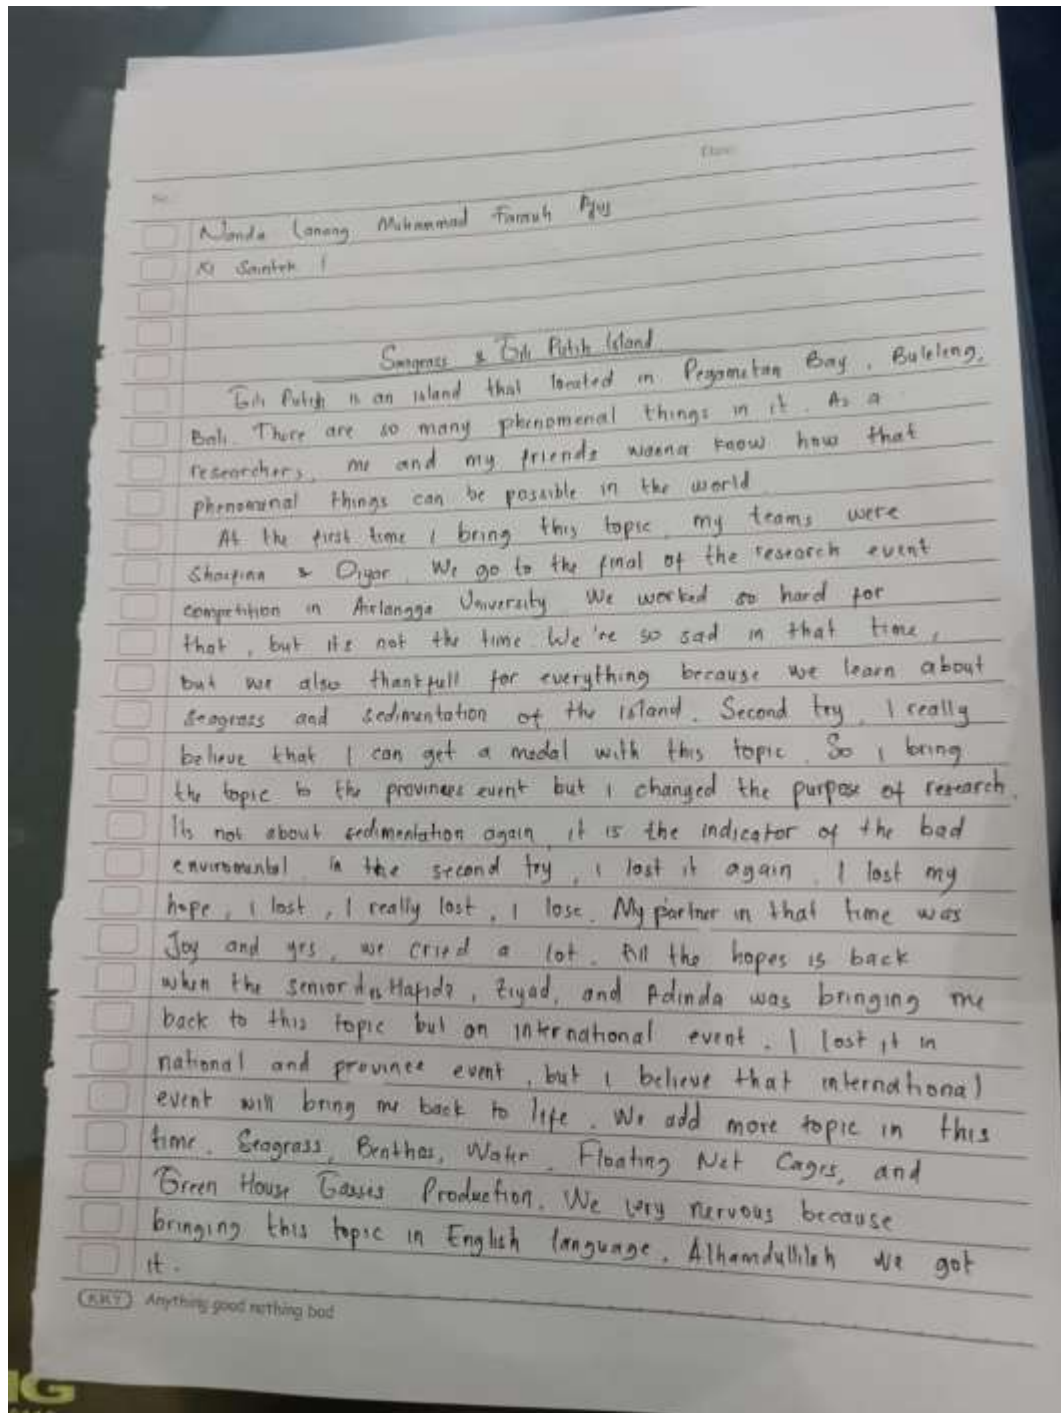 No.
Date:
Nanda Lanang Muhammad Faruuh
XI Saintek 1
Seagrass & Gili Putih Island
Gili Putih is an island that located in Pegametan Bay, Buleleng,
Bali. There are so many phenomenal things in it. As a
researchers, me and my friends wanna know how that
phenomenal things can be possible in the world
At the first time I bring this topic, my teams were
& We go to the final of the research event
competition in Airlangga University We worked so hard for
that, but its not the time. We're so sad in that time,
but we also thankfull for everything because we learn about
seagrass and sedimentation of the island. Second try, I really
believe that I can get a medal with this topic. So i bring
the topic to the provinces event but i changed the purpose of research.
Its not about sedimentation again, it is the indicator of the bad
enviromental. in the second try, i lost it again. I lost my
hope, i lost, I really lost, I lose. My partner in that time was
Joy and yes, we cried a lot. All the hopes is back
when the senior Hafidz, Ziyad, and Adinda was bringing me
back to this topic but on international event. I lost it in
national and province event, but i believe that international
event will bring me back to life. We add more topic in this
time. Seagrass, Benthos, Water, Floating Net Cages, and
Green House Gasses Production. We very nervous because
bringing this topic in English language. Alhamdullilah we got
it.
KKY Anything good nothing bad
G